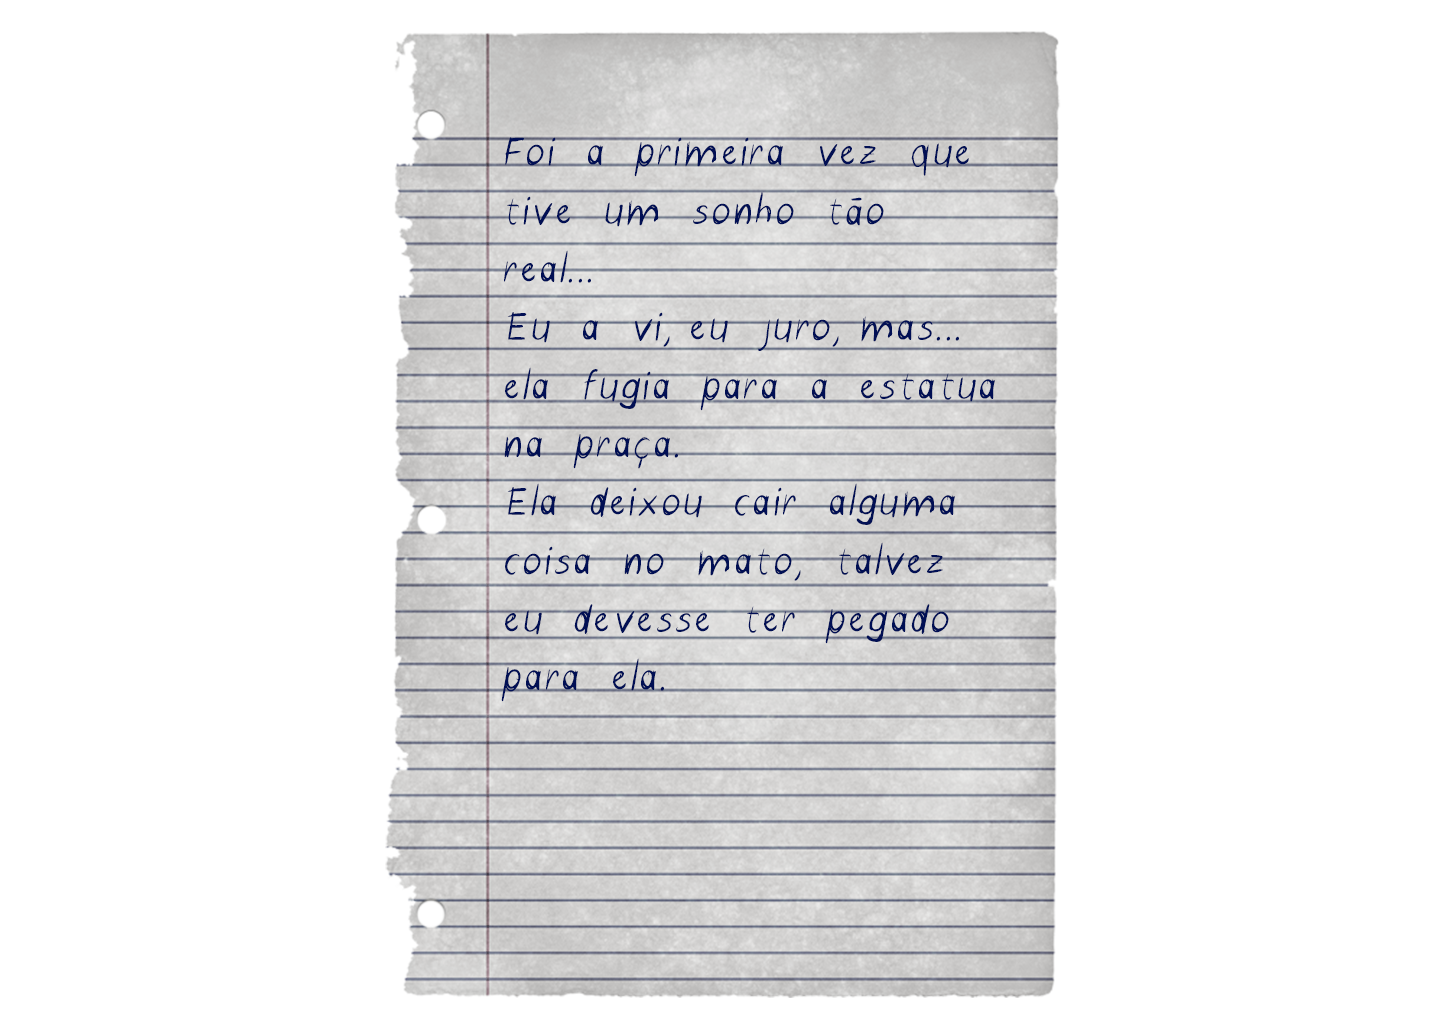 Foi a primeira vez que
tive um sonho tão
real...
Eu a vi, eu juro, mas...
ela fugia para a estatua
na praça.
Ela deixou cair alguma
coisa no mato, talvez
eu devesse ter pegado
para ela.